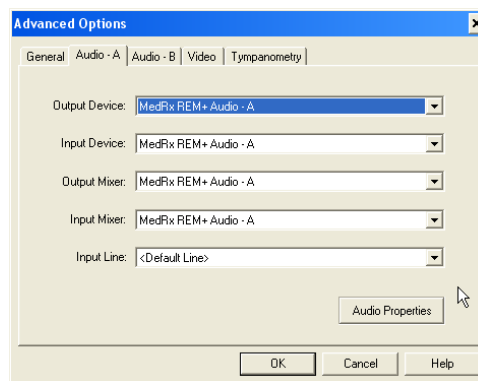 Advanced Options
General Audio - A Audio - B Video Tympanometry
Output Device: MedRx REM+ Audio - A
Input Device: MedRx REM+ Audio - A
Output Mixer: MedRx REM+ Audio - A
Input Mixer: MedRx REM+ Audio - A
Input Line: <Default Line>
Audio Properties
OK Cancel Help